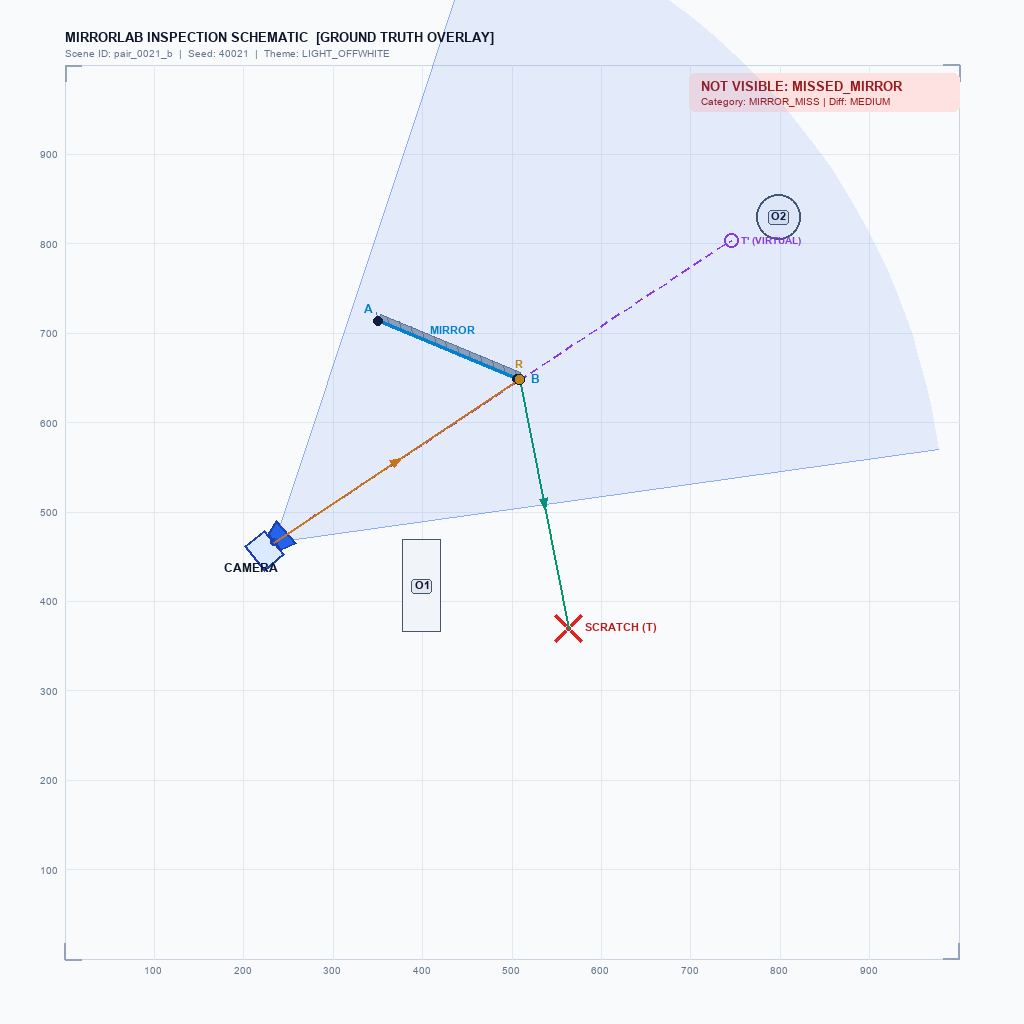 MIRRORLAB INSPECTION SCHEMATIC  [GROUND TRUTH OVERLAY]
Scene ID: pair_0021_b  |  Seed: 40021  |  Theme: LIGHT_OFFWHITE
NOT VISIBLE: MISSED_MIRROR
Category: MIRROR_MISS | Diff: MEDIUM
900
O2
800
T' (VIRTUAL)
A
MIRROR
700
R
B
600
500
CAMERA
O1
400
SCRATCH (T)
300
200
100
100 200 300 400 500 600 700 800 900